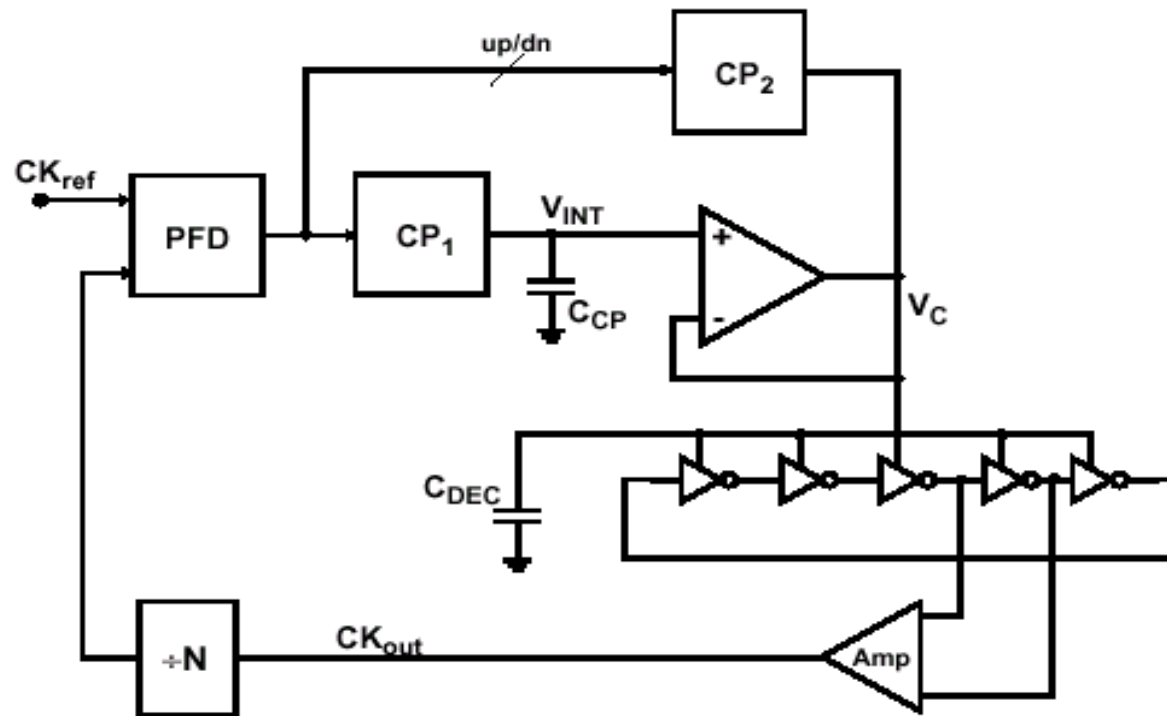 up/dn
CP2
CKref
PFD
CP1
VINT
+
CCP
-
VC
CDEC
÷N
CKout
Amp